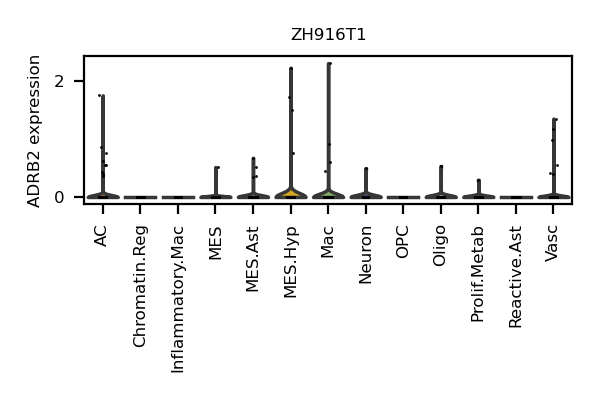 ZH916T1
ADRB2 expression
2
0
AC
Chromatin.Reg
Inflammatory.Mac
MES
MES.Ast
MES.Hyp
Mac
Neuron
OPC
Oligo
Prolif.Metab
Reactive.Ast
Vasc